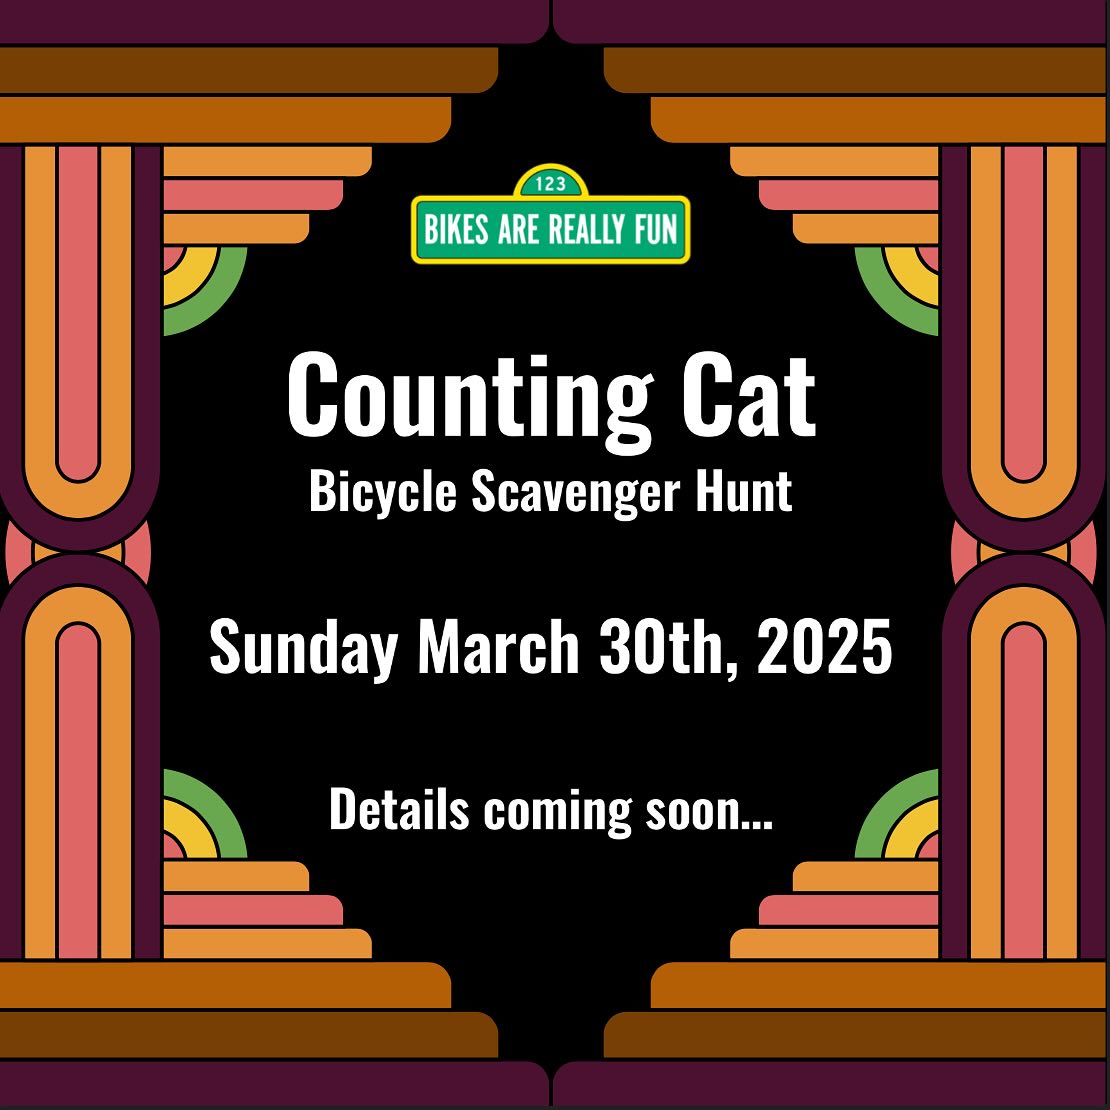 123
BIKES ARE REALLY FUN
Counting Cat
Bicycle Scavenger Hunt
Sunday March 30th, 2025
Details coming soon...